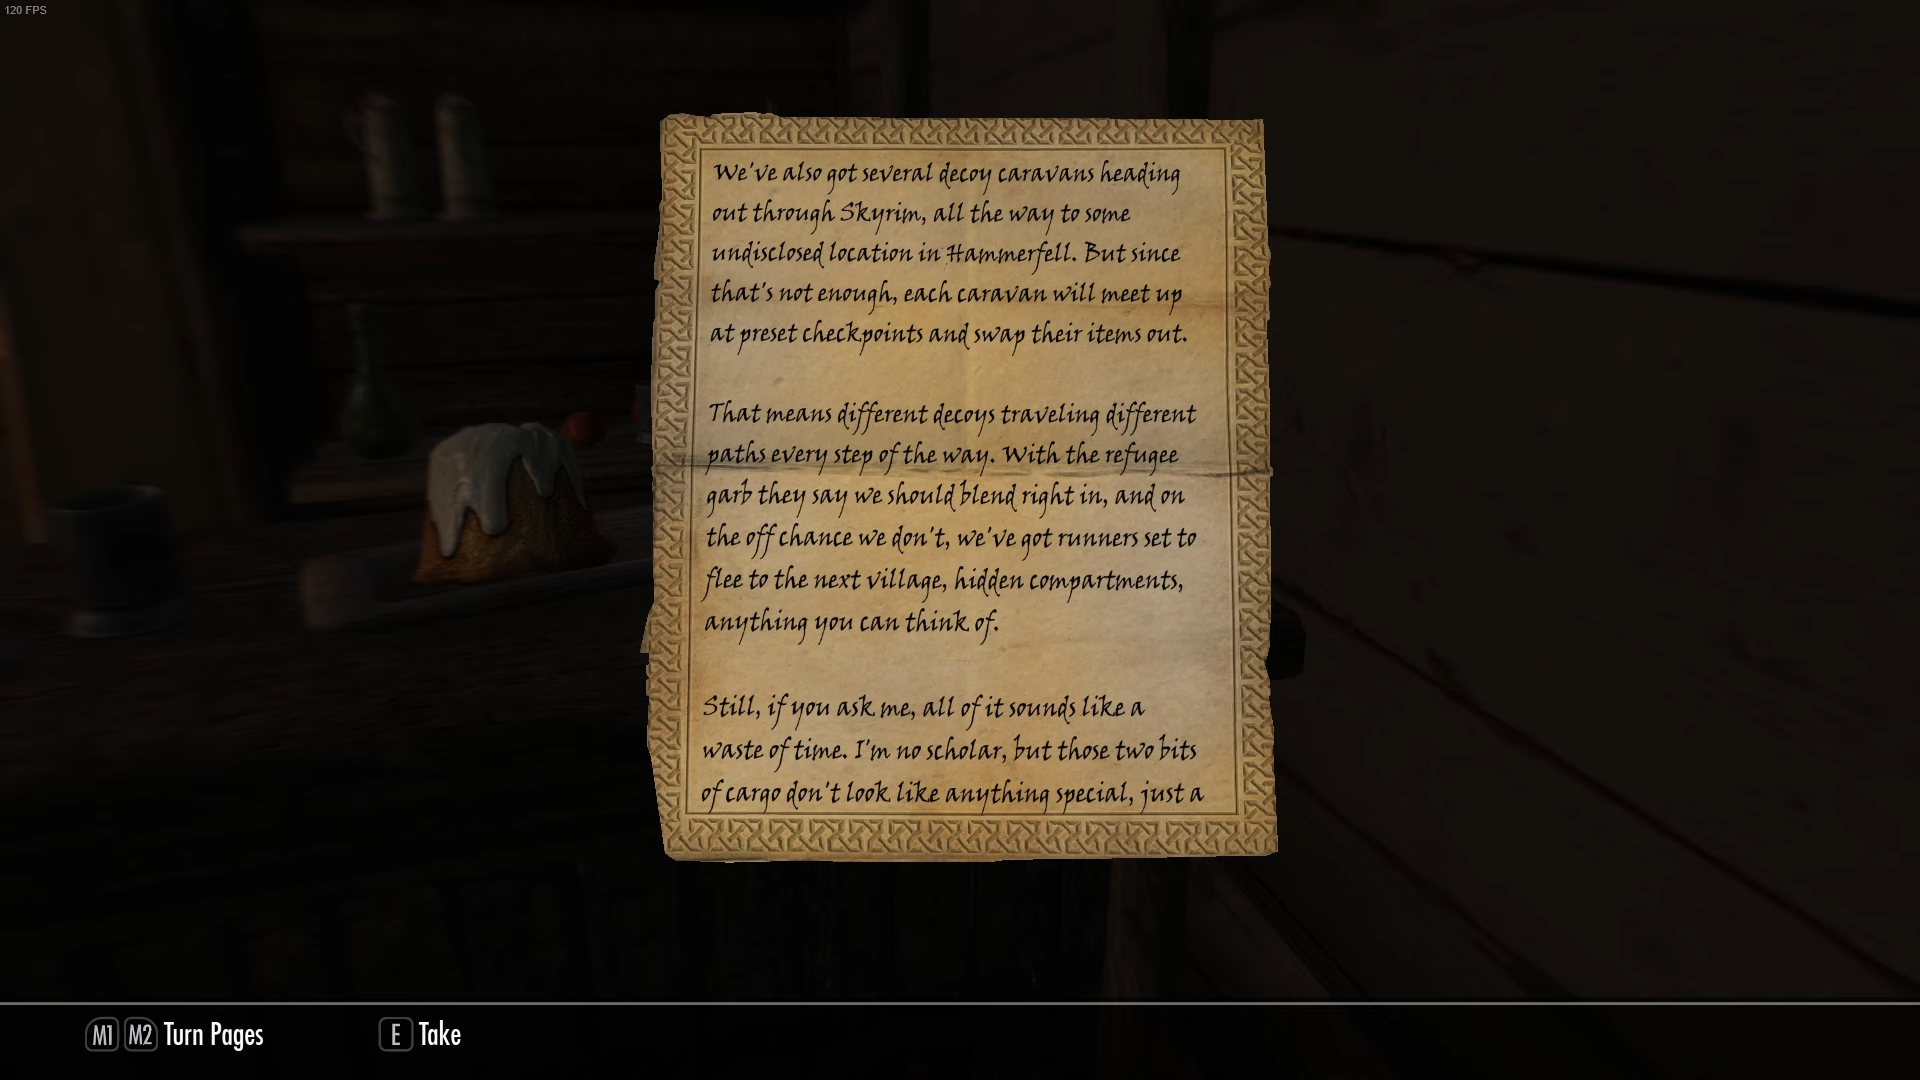 120 FPS
We've also got several decoy caravans heading
out through Skyrim, all the way to some
undisclosed location in Hammerfell. But since
that's not enough, each caravan will meet up
at preset checkpoints and swap their items out.
That means different decoys traveling different
paths every step of the way. With the refugee
garb they say we should blend right in, and on
the off chance we don't, we've got runners set to
flee to the next village, hidden compartments,
anything you can think of.
Still, if you ask me, all of it sounds like a
waste of time. I'm no scholar, but those two bits
of cargo don't look like anything special, just a
M1 M2 Turn Pages E Take